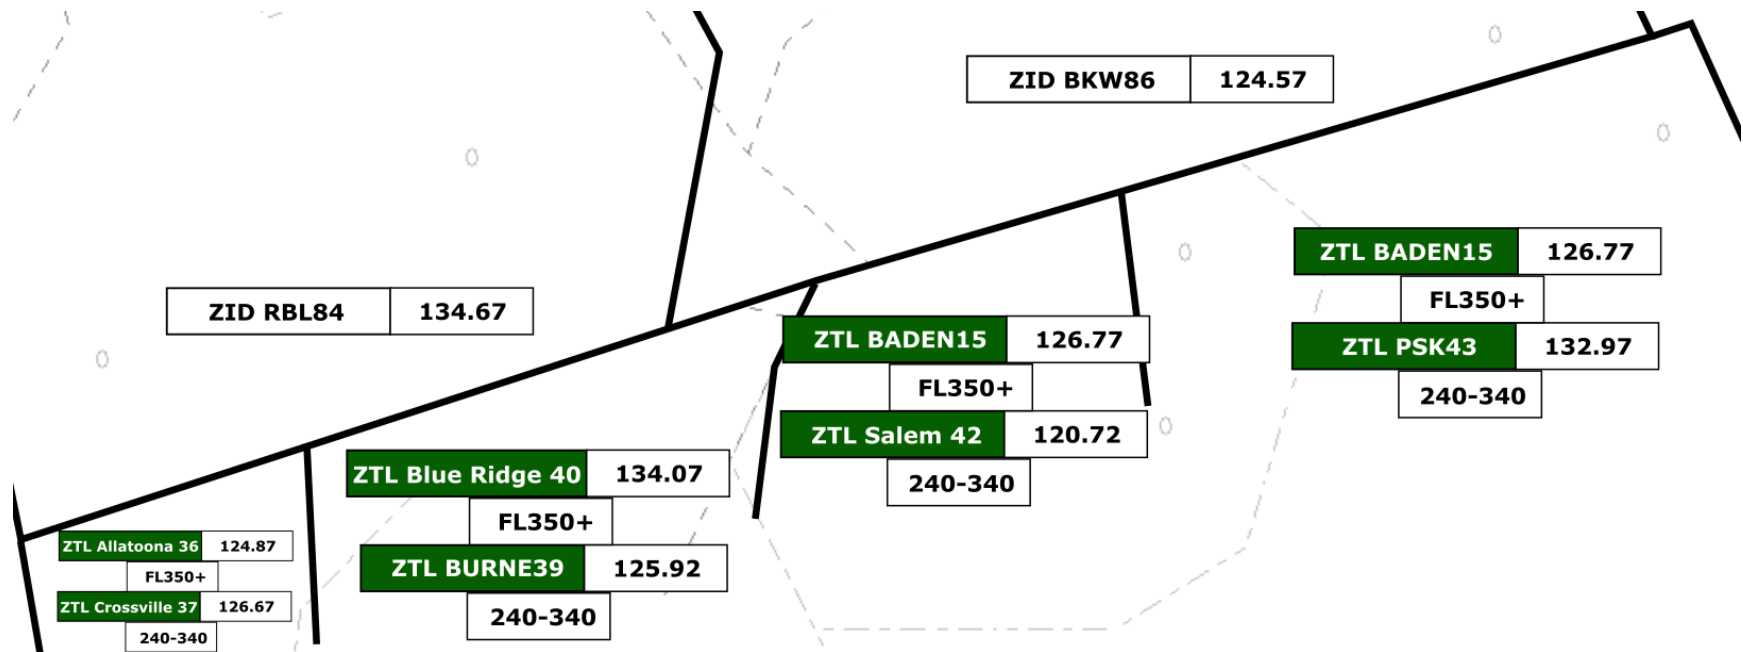 ZID BKW86 124.57
ZID RBL84 134.67
ZTL BADEN15 126.77
FL350+
ZTL PSK43 132.97
240-340
ZTL BADEN15 126.77
FL350+
ZTL Salem 42 120.72
240-340
ZTL Blue Ridge 40 134.07
FL350+
ZTL BURNE39 125.92
240-340
ZTL Allatoona 36 124.87
FL350+
ZTL Crossville 37 126.67
240-340